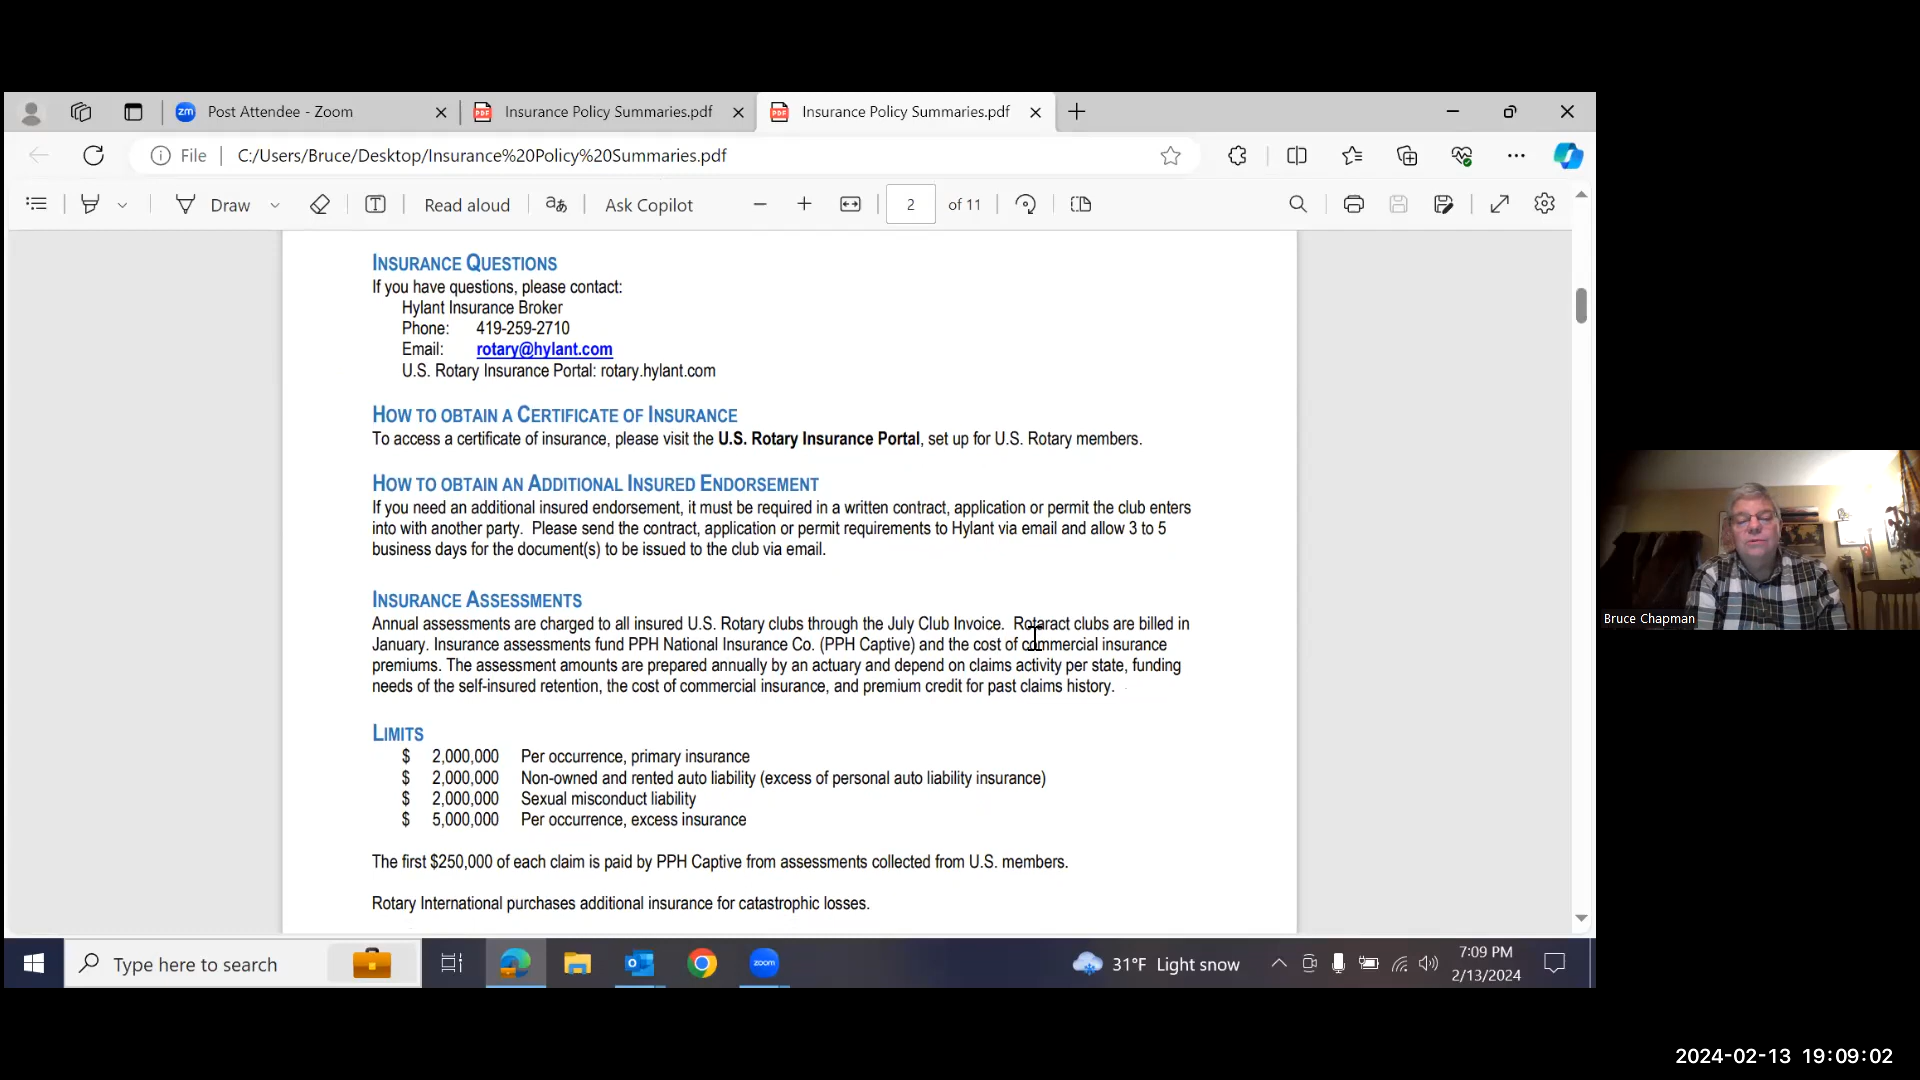 Post Attendee - Zoom
Insurance Policy Summaries.pdf
Insurance Policy Summaries.pdf
File
C:/Users/Bruce/Desktop/Insurance%20Policy%20Summaries.pdf
Draw
Read aloud
aあ
Ask Copilot
2 of 11
INSURANCE QUESTIONS
If you have questions, please contact:
Hylant Insurance Broker
Phone: 419-259-2710
Email: rotary@hylant.com
U.S. Rotary Insurance Portal: rotary.hylant.com
HOW TO OBTAIN A CERTIFICATE OF INSURANCE
To access a certificate of insurance, please visit the U.S. Rotary Insurance Portal, set up for U.S. Rotary members.
HOW TO OBTAIN AN ADDITIONAL INSURED ENDORSEMENT
If you need an additional insured endorsement, it must be required in a written contract, application or permit the club enters
into with another party. Please send the contract, application or permit requirements to Hylant via email and allow 3 to 5
business days for the document(s) to be issued to the club via email.
INSURANCE ASSESSMENTS
Annual assessments are charged to all insured U.S. Rotary clubs through the July Club Invoice. Rotaract clubs are billed in
January. Insurance assessments fund PPH National Insurance Co. (PPH Captive) and the cost of commercial insurance
premiums. The assessment amounts are prepared annually by an actuary and depend on claims activity per state, funding
needs of the self-insured retention, the cost of commercial insurance, and premium credit for past claims history.
LIMITS
$ 2,000,000 Per occurrence, primary insurance
$ 2,000,000 Non-owned and rented auto liability (excess of personal auto liability insurance)
$ 2,000,000 Sexual misconduct liability
$ 5,000,000 Per occurrence, excess insurance
The first $250,000 of each claim is paid by PPH Captive from assessments collected from U.S. members.
Rotary International purchases additional insurance for catastrophic losses.
Type here to search
zoom
31°F Light snow
7:09 PM
2/13/2024
Bruce Chapman
2024-02-13 19:09:02